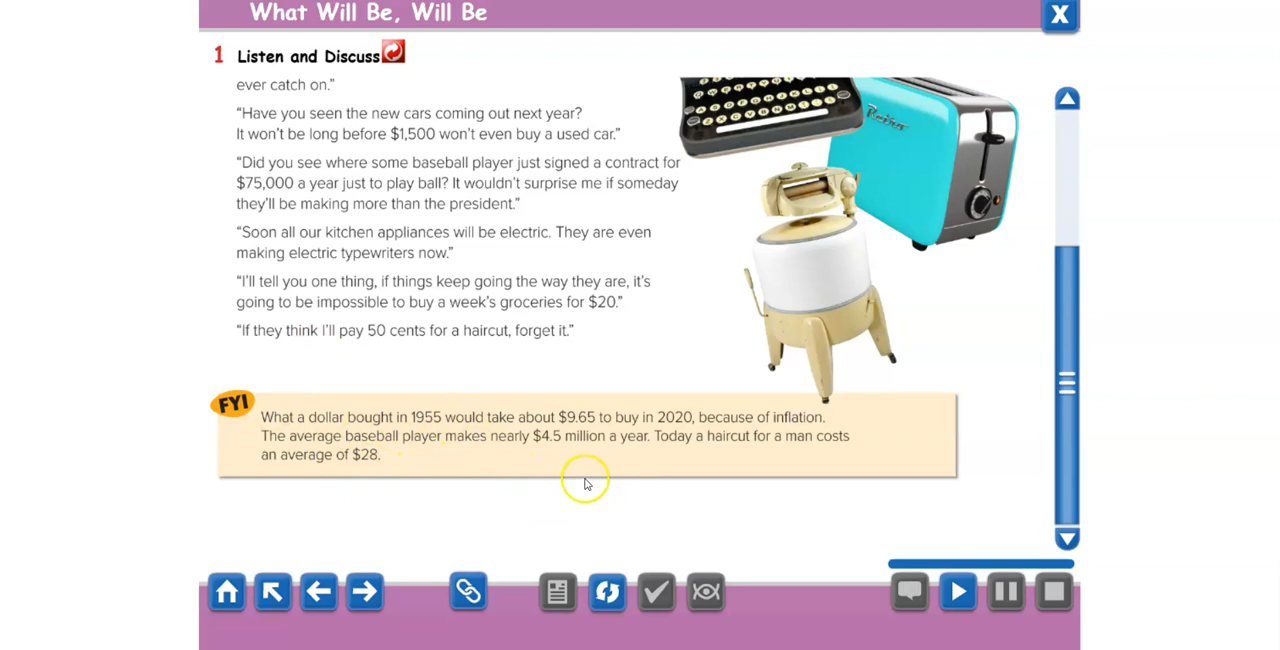 What Will Be, Will Be
X
1 Listen and Discuss
ever catch on.”
“Have you seen the new cars coming out next year?
It won’t be long before $1,500 won’t even buy a used car.”
“Did you see where some baseball player just signed a contract for
$75,000 a year just to play ball? It wouldn’t surprise me if someday
they’ll be making more than the president.”
“Soon all our kitchen appliances will be electric. They are even
making electric typewriters now.”
“I’ll tell you one thing, if things keep going the way they are, it’s
going to be impossible to buy a week’s groceries for $20.”
“If they think I’ll pay 50 cents for a haircut, forget it.”
Retro
FYI
What a dollar bought in 1955 would take about $9.65 to buy in 2020, because of inflation.
The average baseball player makes nearly $4.5 million a year. Today a haircut for a man costs
an average of $28.